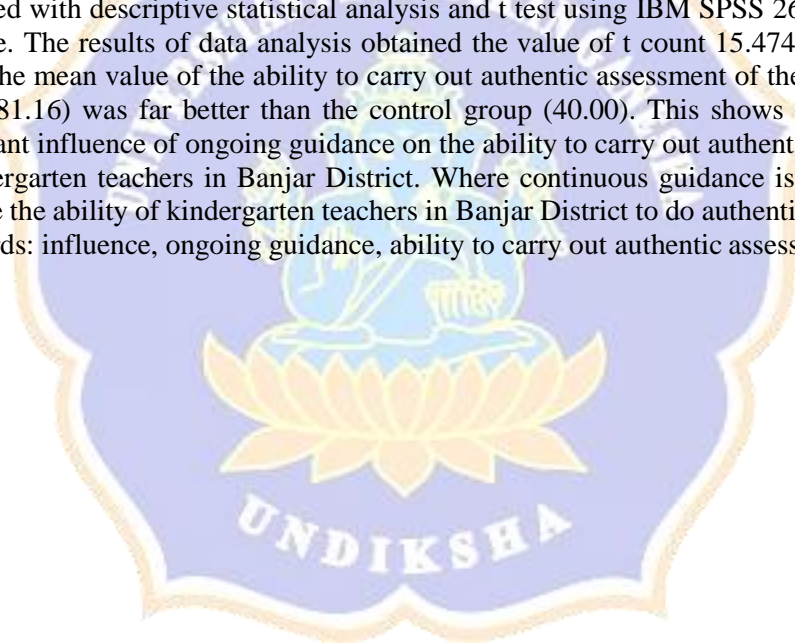 ed with descriptive statistical analysis and t test using IBM SPSS 26
e. The results of data analysis obtained the value of t count 15.474
he mean value of the ability to carry out authentic assessment of the
81.16) was far better than the control group (40.00). This shows
ant influence of ongoing guidance on the ability to carry out authent
ergarten teachers in Banjar District. Where continuous guidance is
e the ability of kindergarten teachers in Banjar District to do authenti
rds: influence, ongoing guidance, ability to carry out authentic assess
UNDIKSHA